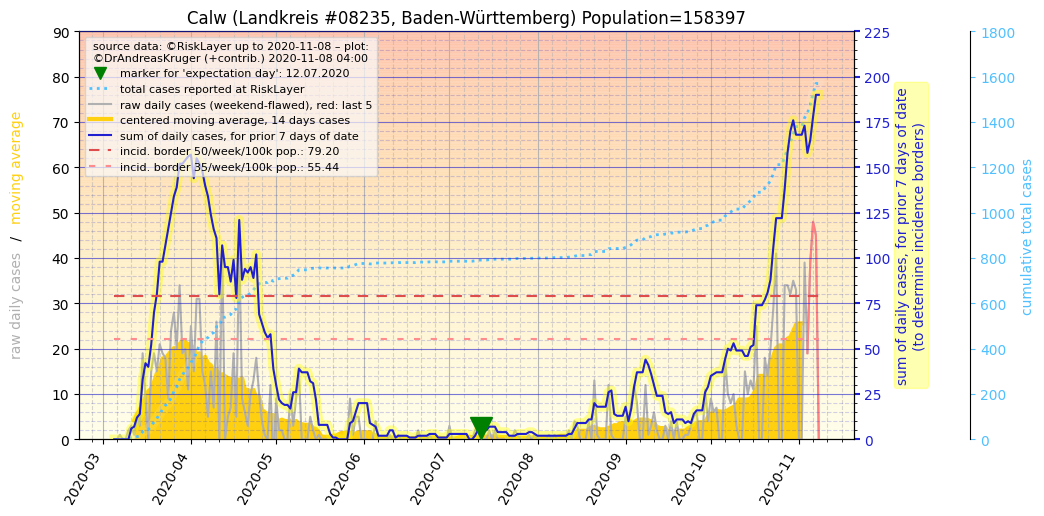 Calw (Landkreis #08235, Baden-Württemberg) Population=158397
source data: ©RiskLayer up to 2020-11-08 – plot:
©DrAndreasKruger (+contrib.) 2020-11-08 04:00
marker for 'expectation day': 12.07.2020
total cases reported at RiskLayer
raw daily cases (weekend-flawed), red: last 5
centered moving average, 14 days cases
sum of daily cases, for prior 7 days of date
incid. border 50/week/100k pop.: 79.20
incid. border 35/week/100k pop.: 55.44
raw daily cases / moving average
90
80
70
60
50
40
30
20
10
0
2020-03
2020-04
2020-05
2020-06
2020-07
2020-08
2020-09
2020-10
2020-11
225
200
175
150
125
100
75
50
25
0
sum of daily cases, for prior 7 days of date
(to determine incidence borders)
1800
1600
1400
1200
1000
800
600
400
200
0
cumulative total cases